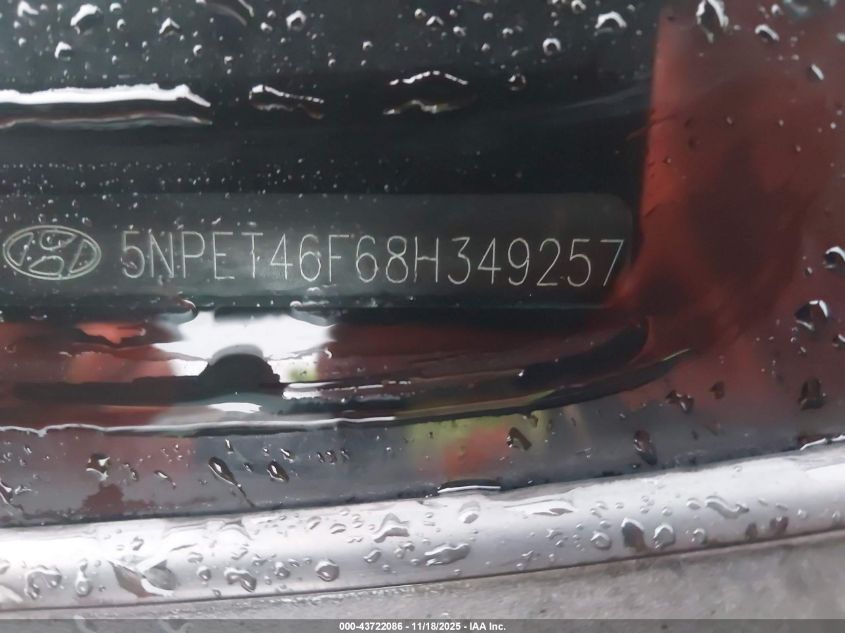 5NPET46F68H349257
000-43722086 - 11/18/2025 - IAA Inc.